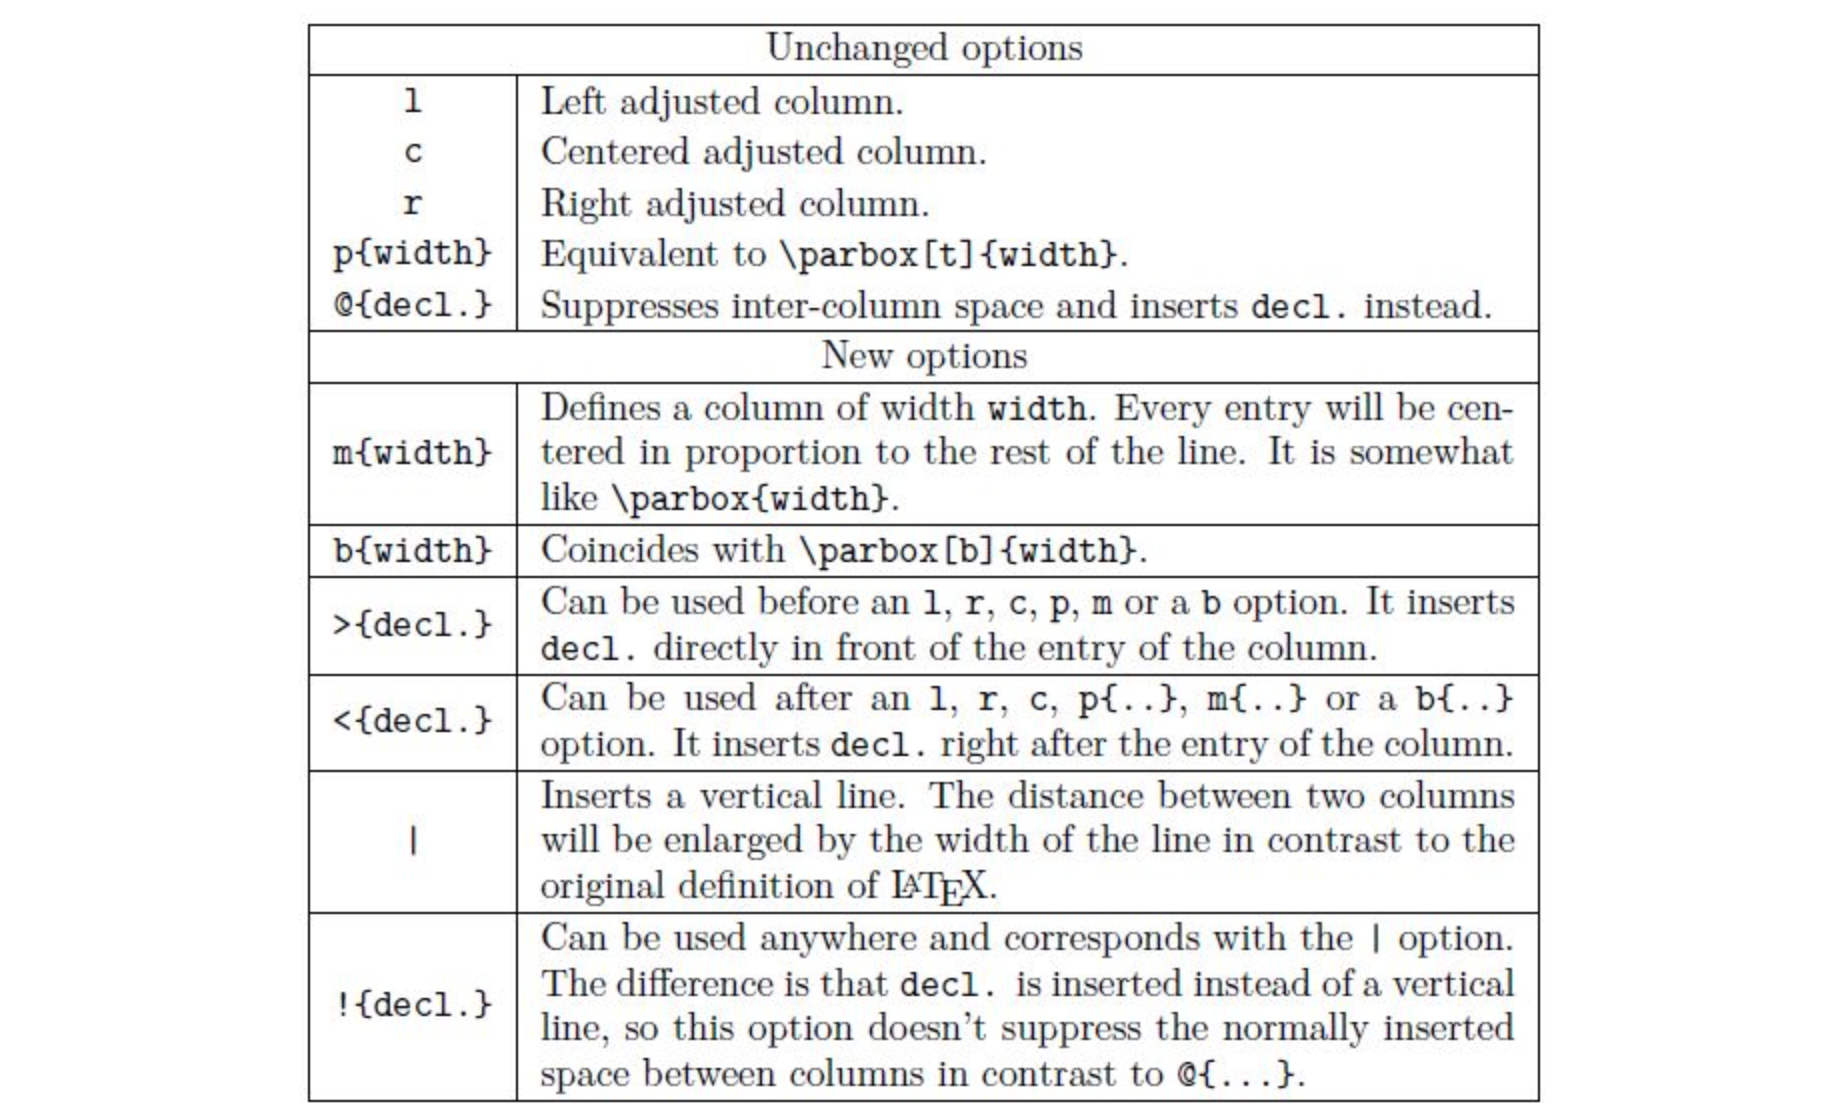 Unchanged options
l Left adjusted column.
c Centered adjusted column.
r Right adjusted column.
p{width} Equivalent to \parbox[t]{width}.
@{decl.} Suppresses inter-column space and inserts decl. instead.
New options
m{width} Defines a column of width width. Every entry will be cen-
tered in proportion to the rest of the line. It is somewhat
like \parbox{width}.
b{width} Coincides with \parbox[b]{width}.
>{decl.} Can be used before an l, r, c, p, m or a b option. It inserts
decl. directly in front of the entry of the column.
<{decl.} Can be used after an l, r, c, p{..}, m{..} or a b{..}
option. It inserts decl. right after the entry of the column.
| Inserts a vertical line. The distance between two columns
will be enlarged by the width of the line in contrast to the
original definition of LATEX.
!{decl.} Can be used anywhere and corresponds with the | option.
The difference is that decl. is inserted instead of a vertical
line, so this option doesn't suppress the normally inserted
space between columns in contrast to @{...}.